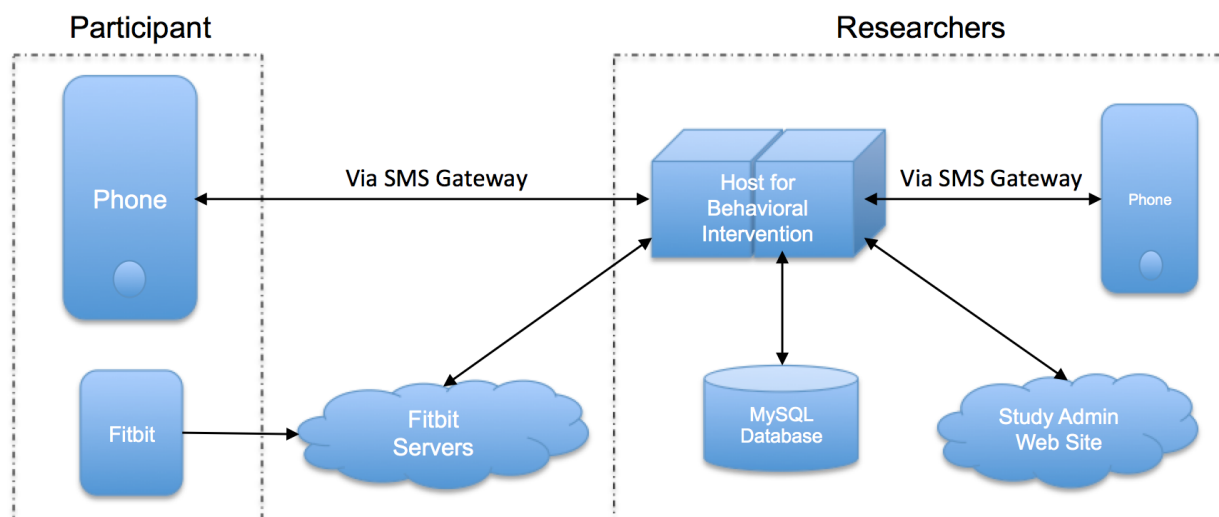 Participant
Researchers
Phone
Via SMS Gateway
Host for
Behavioral
Intervention
Via SMS Gateway
Phone
Fitbit
Fitbit
Servers
MySQL
Database
Study Admin
Web Site